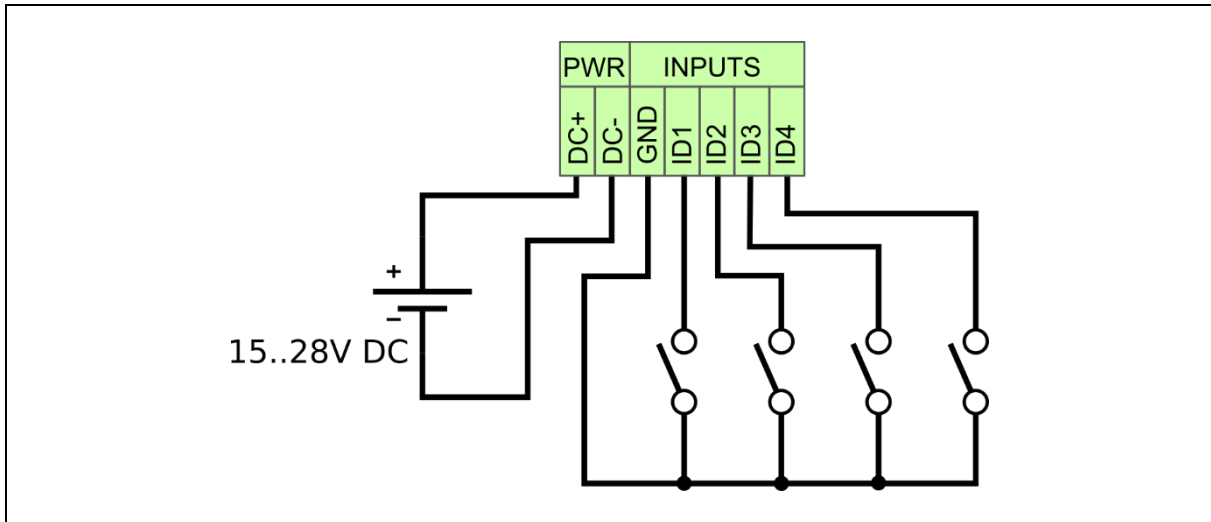 PWR INPUTS
DC+ DC- GND ID1 ID2 ID3 ID4
+
−
15..28V DC